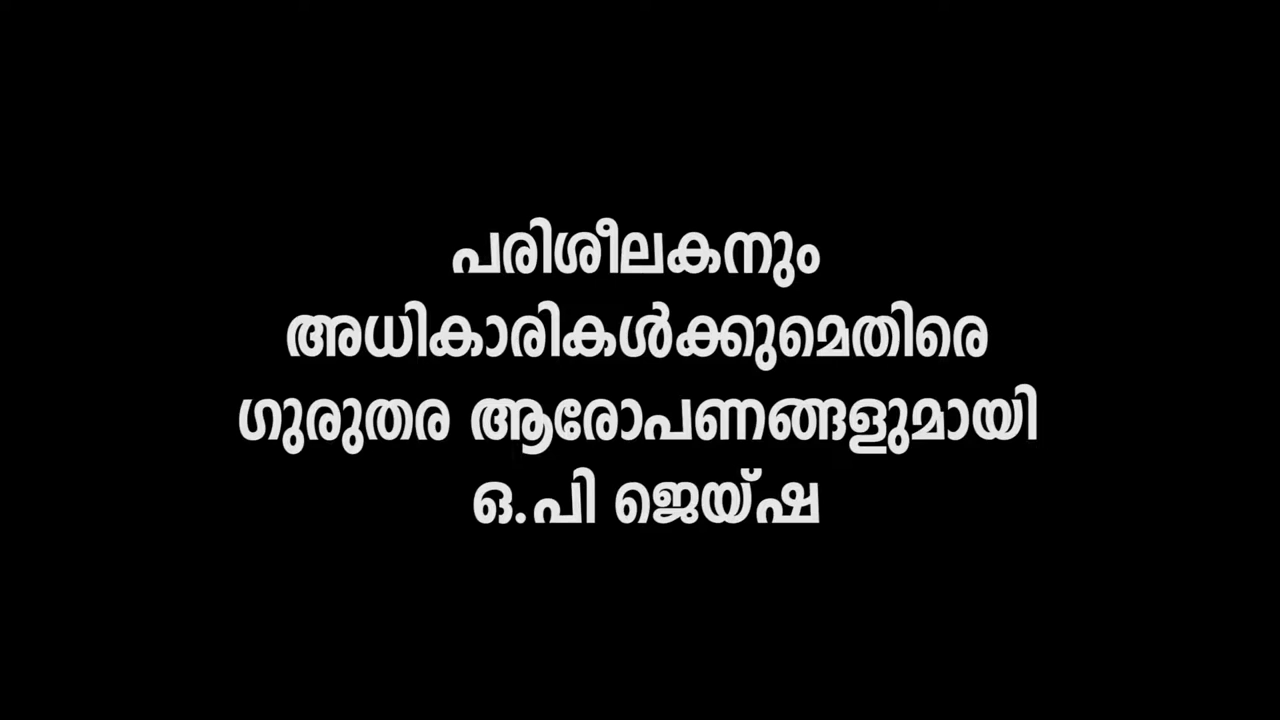 പരിശീലകനും
അധികാരികൾക്കുമെതിരെ
ഗുരുതര ആരോപണങ്ങളുമായി
ഒ.പി ജെയ്ഷ